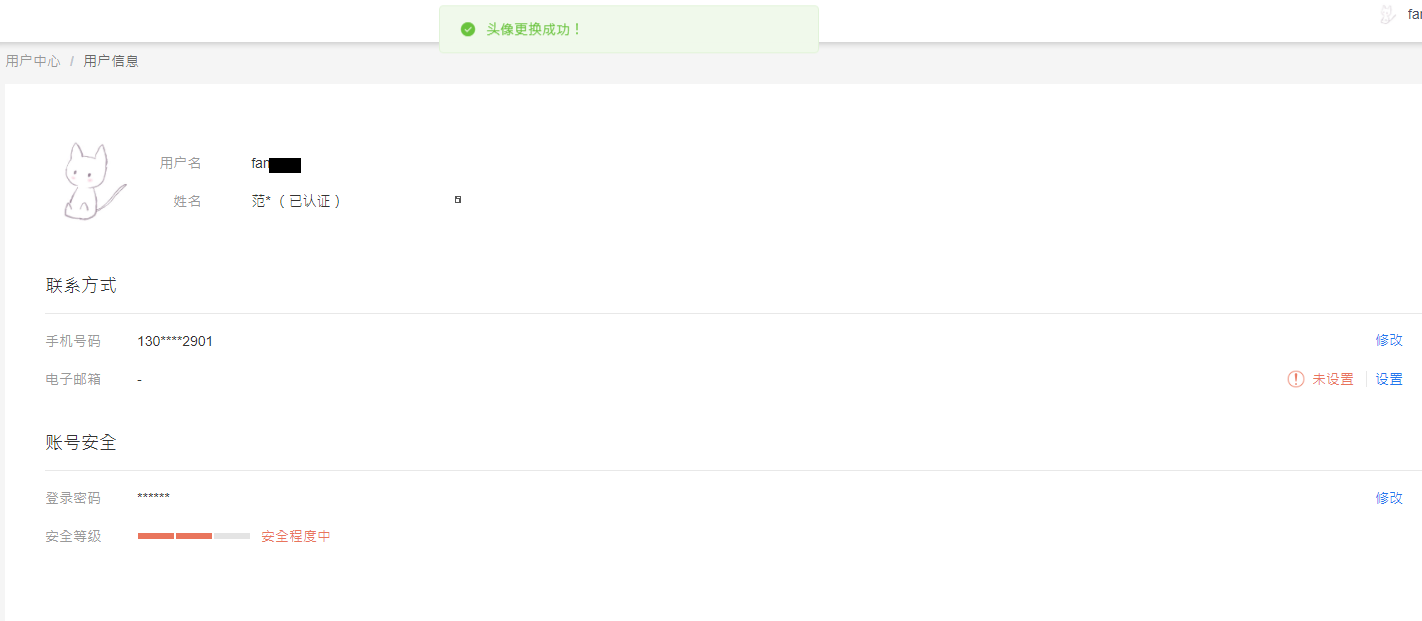 头像更换成功！
fan
用户中心 / 用户信息
用户名 fan
姓名 范*（已认证）
联系方式
手机号码 130****2901 修改
电子邮箱 - 未设置 设置
账号安全
登录密码 ****** 修改
安全等级 安全程度中